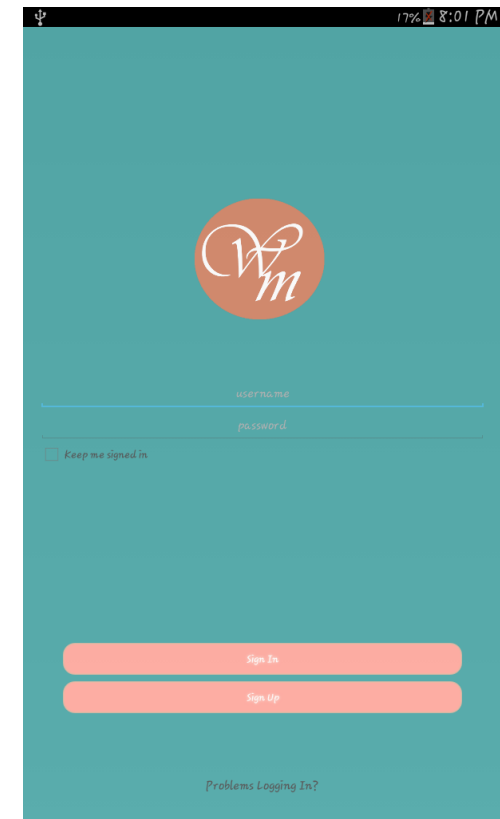 17% 8:01 PM
Wm
username
password
Keep me signed in
Sign In
Sign Up
Problems Logging In?